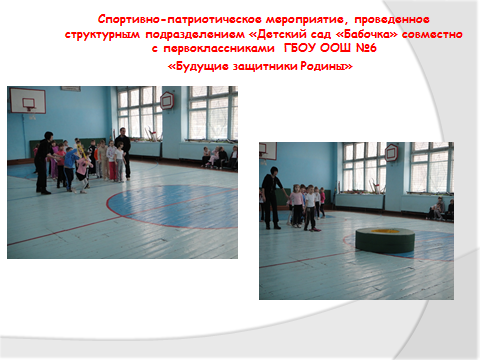 Спортивно-патриотическое мероприятие, проведенное
структурным подразделением «Детский сад «Бабочка» совместно
с первоклассниками ГБОУ ООШ №6
«Будущие защитники Родины»